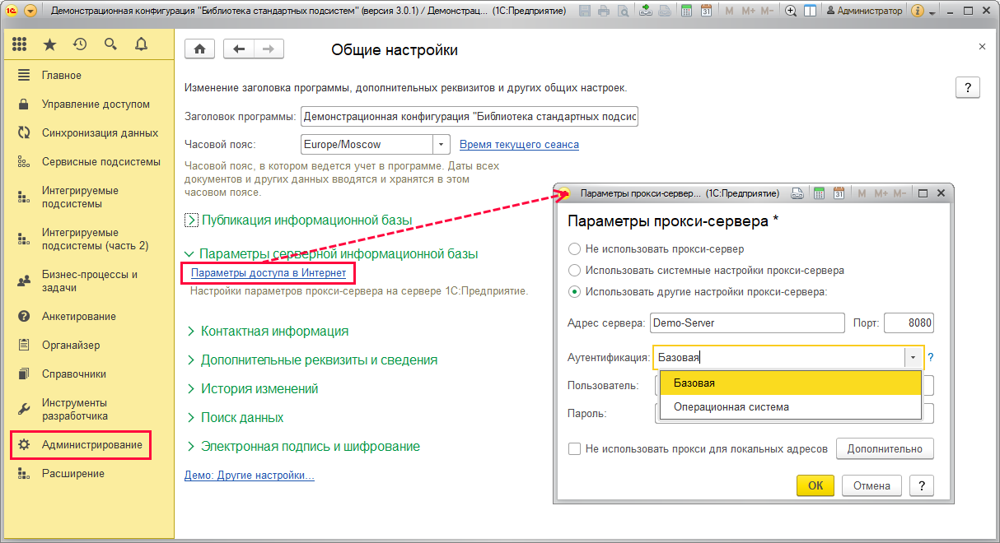 Демонстрационная конфигурация "Библиотека стандартных подсистем" (версия 3.0.1) / Демонстрац... (1С:Предприятие)
31
M M+ M-
Администратор
Главное
Управление доступом
Синхронизация данных
Сервисные подсистемы
Интегрируемые
подсистемы
Интегрируемые
подсистемы (часть 2)
Бизнес-процессы и
задачи
Анкетирование
Органайзер
Справочники
Инструменты
разработчика
Администрирование
Расширение
Общие настройки
Изменение заголовка программы, дополнительных реквизитов и других общих настроек.
?
Заголовок программы: Демонстрационная конфигурация "Библиотека стандартных подсис
Часовой пояс: Europe/Moscow Время текущего сеанса
Часовой пояс, в котором ведется учет в программе. Даты всех
документов и других данных вводятся и хранятся в этом
часовом поясе.
Публикация информационной базы
Параметры серверной информационной базы
Параметры доступа в Интернет
Настройки параметров прокси-сервера на сервере 1С:Предприятие.
Контактная информация
Дополнительные реквизиты и сведения
История изменений
Поиск данных
Электронная подпись и шифрование
Демо: Другие настройки...
Параметры прокси-сервер... (1С:Предприятие)
31
M M+ M-
Параметры прокси-сервера *
Не использовать прокси-сервер
Использовать системные настройки прокси-сервера
Использовать другие настройки прокси-сервера:
Адрес сервера: Demo-Server Порт: 8080
Аутентификация: Базовая ?
Базовая
Пользователь:
Операционная система
Пароль:
Не использовать прокси для локальных адресов Дополнительно
ОК Отмена ?